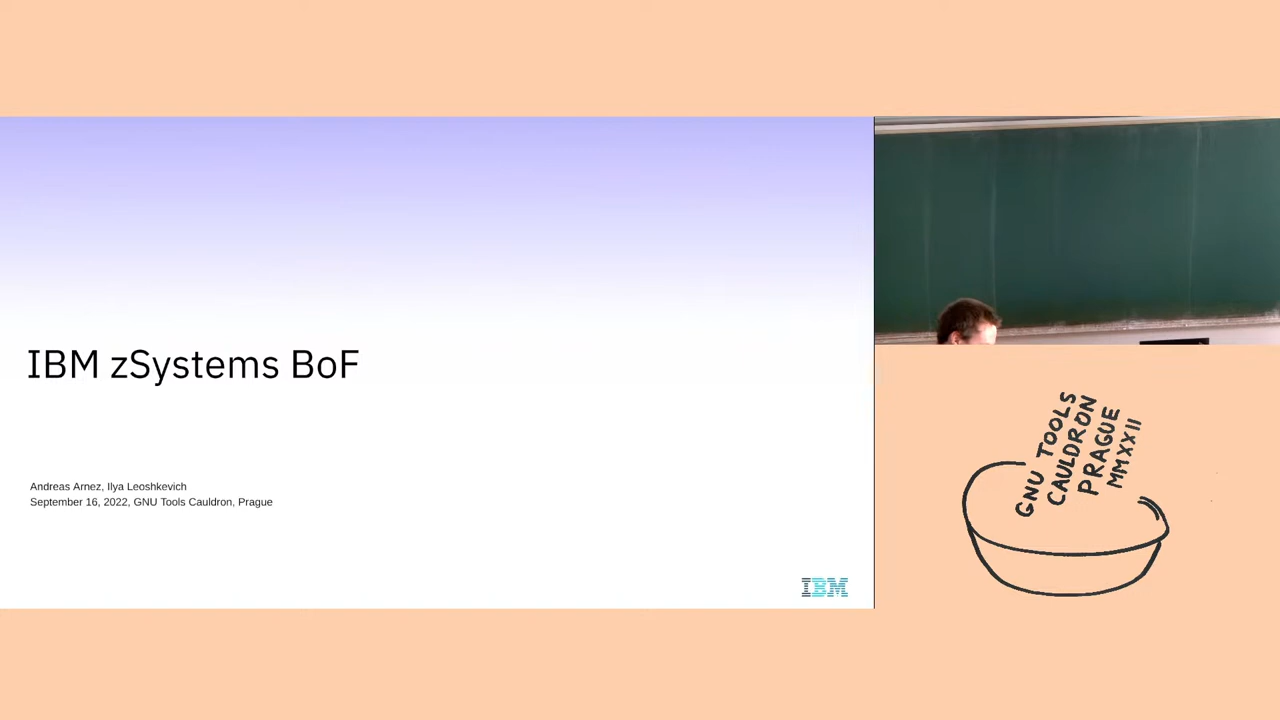 IBM zSystems BoF
Andreas Arnez, Ilya Leoshkevich
September 16, 2022, GNU Tools Cauldron, Prague
IBM
GNU TOOLS
CAULDRON
PRAGUE
MMXXII